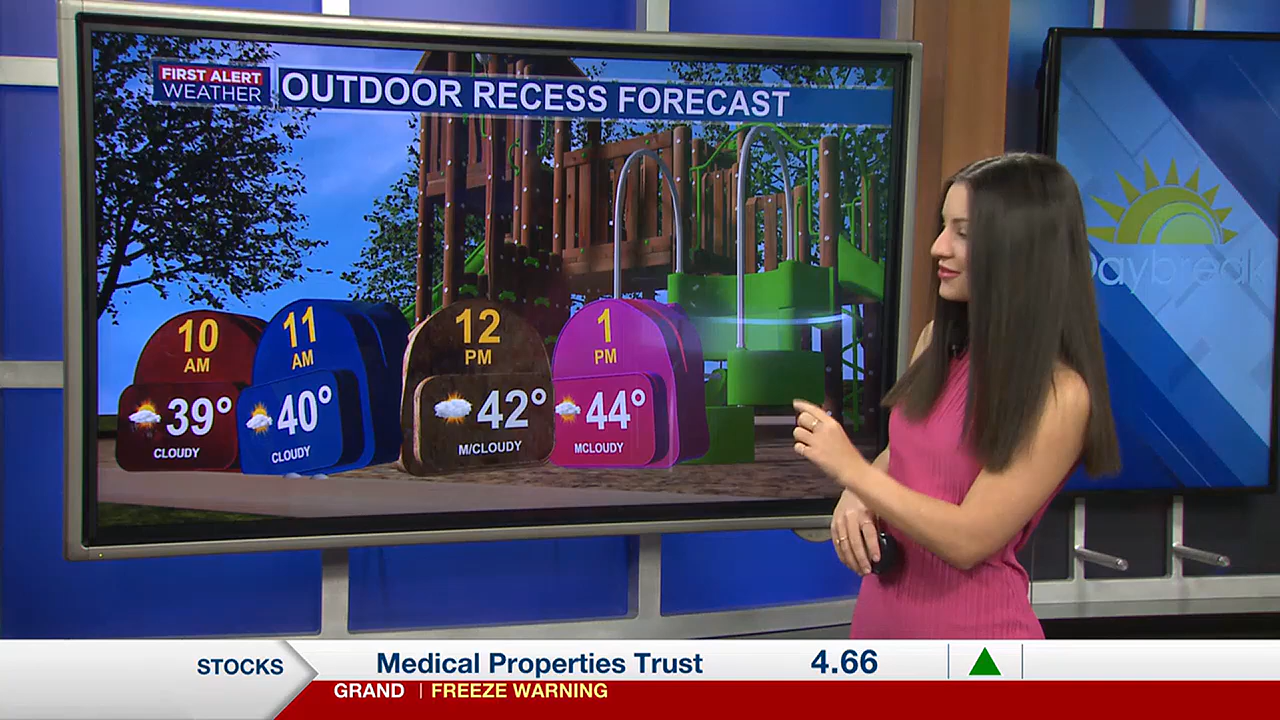 FIRST ALERT
WEATHER
OUTDOOR RECESS FORECAST
10
AM
39°
CLOUDY
11
AM
40°
CLOUDY
12
PM
42°
M/CLOUDY
1
PM
44°
MCLOUDY
Daybreak
STOCKS
Medical Properties Trust
4.66
GRAND
FREEZE WARNING